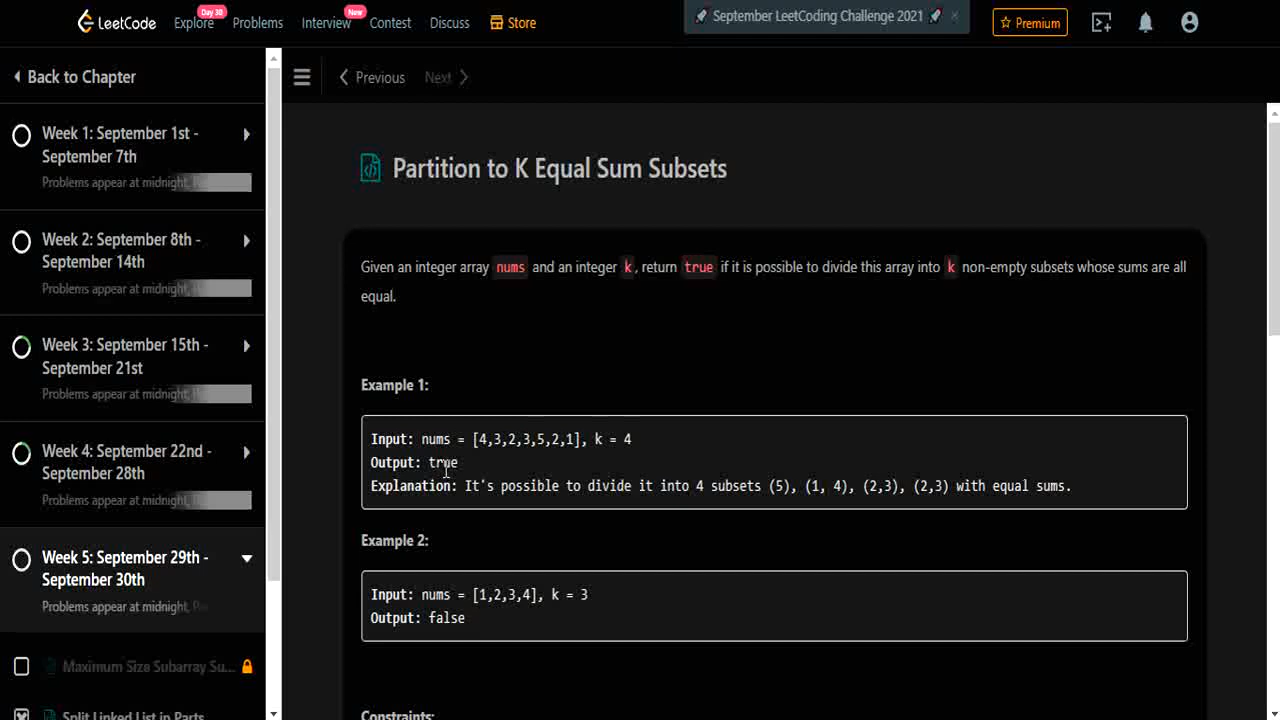 LeetCode
Day 30
Explore
Problems
New
Interview
Contest
Discuss
Store
September LeetCoding Challenge 2021
×
Premium
Back to Chapter
Previous
Next
Week 1: September 1st -
September 7th
Problems appear at midnight,
Week 2: September 8th -
September 14th
Problems appear at midnight,
Week 3: September 15th -
September 21st
Problems appear at midnight,
Week 4: September 22nd -
September 28th
Problems appear at midnight,
Week 5: September 29th -
September 30th
Problems appear at midnight,
Maximum Size Subarray Su...
Split Linked List in Parts
Partition to K Equal Sum Subsets
Given an integer array nums and an integer k, return true if it is possible to divide this array into k non-empty subsets whose sums are all
equal.
Example 1:
Input: nums = [4,3,2,3,5,2,1], k = 4
Output: true
Explanation: It's possible to divide it into 4 subsets (5), (1, 4), (2,3), (2,3) with equal sums.
Example 2:
Input: nums = [1,2,3,4], k = 3
Output: false
Constraints: